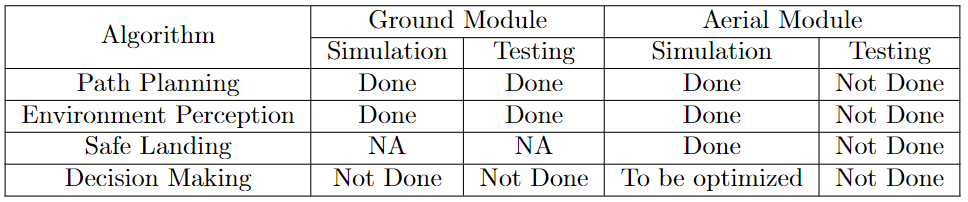 Algorithm Ground Module Aerial Module
Simulation Testing Simulation Testing
Path Planning Done Done Done Not Done
Environment Perception Done Done Done Not Done
Safe Landing NA NA Done Not Done
Decision Making Not Done Not Done To be optimized Not Done